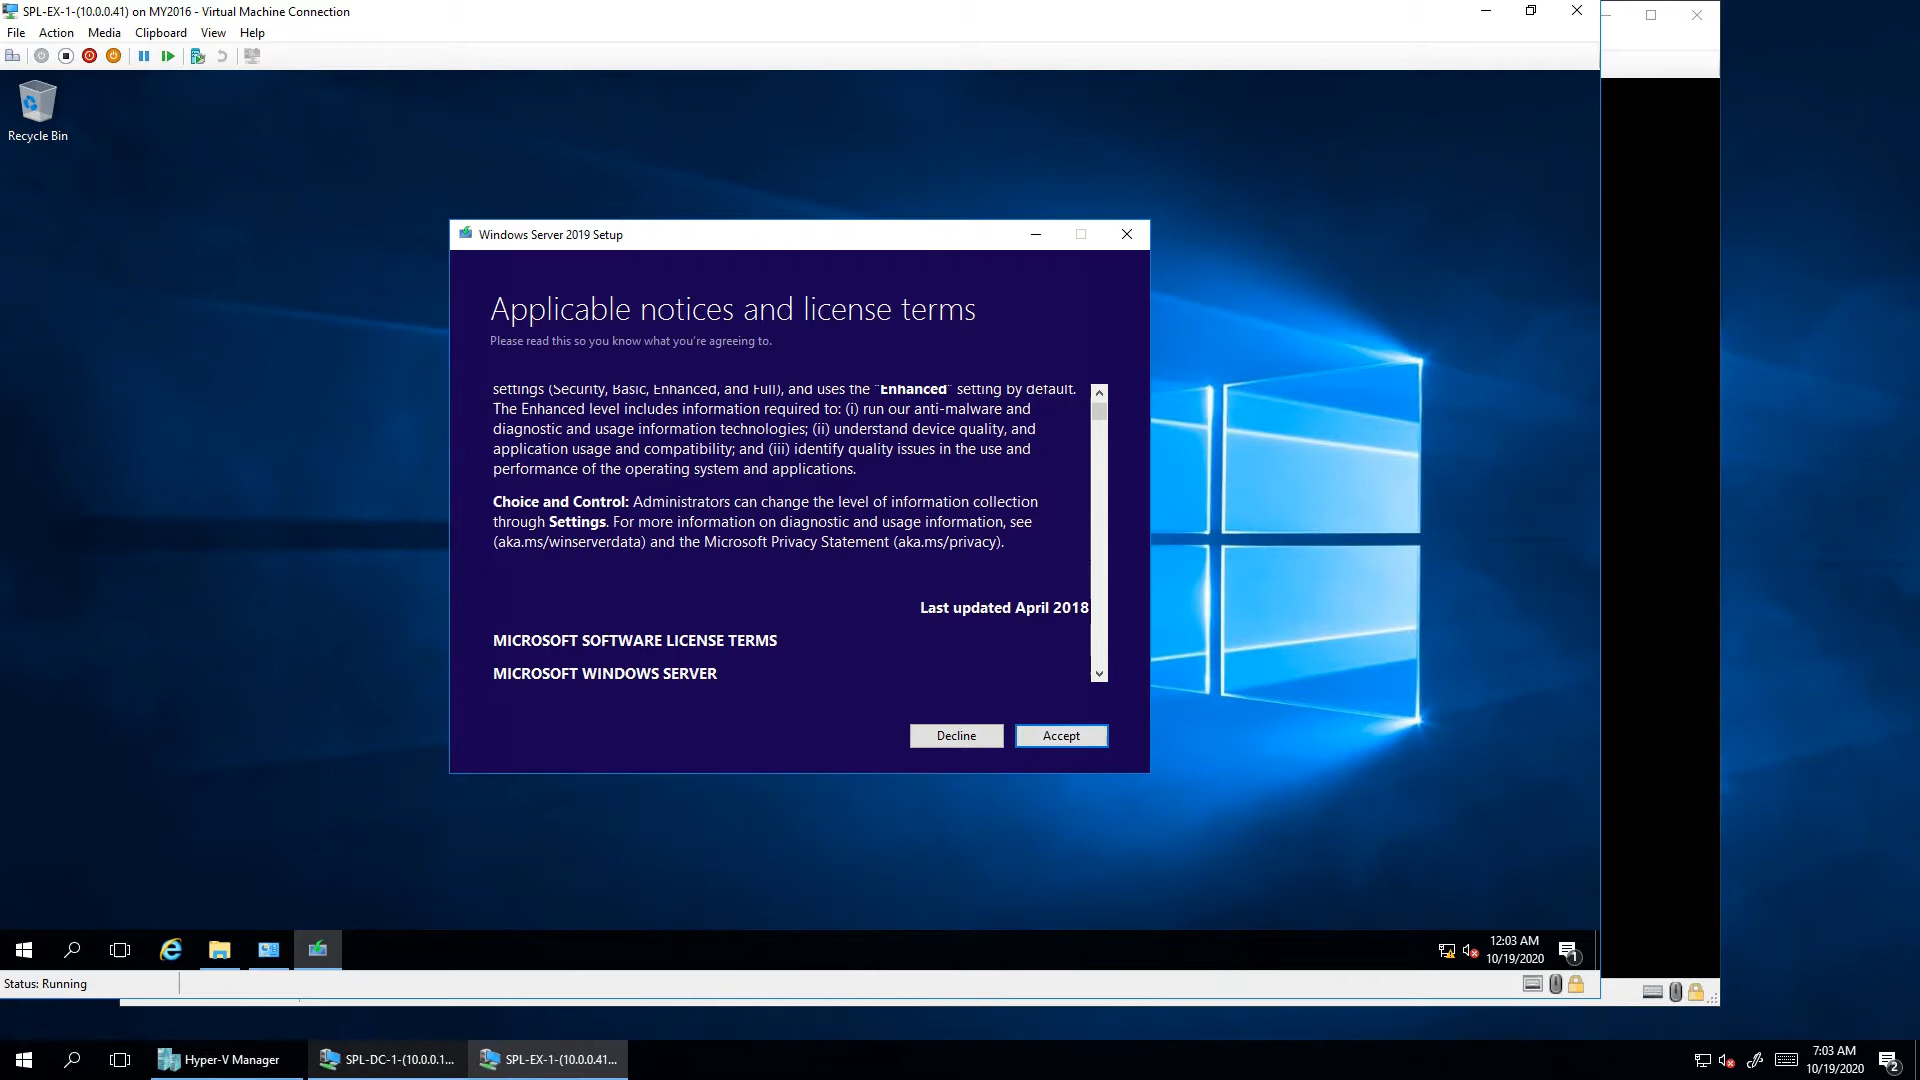 SPL-EX-1-(10.0.0.41) on MY2016 - Virtual Machine Connection
File Action Media Clipboard View Help
Recycle Bin
Windows Server 2019 Setup
Applicable notices and license terms
Please read this so you know what you're agreeing to.
settings (Security, Basic, Enhanced, and Full), and uses the "Enhanced" setting by default.
The Enhanced level includes information required to: (i) run our anti-malware and
diagnostic and usage information technologies; (ii) understand device quality, and
application usage and compatibility; and (iii) identify quality issues in the use and
performance of the operating system and applications.
Choice and Control: Administrators can change the level of information collection
through Settings. For more information on diagnostic and usage information, see
(aka.ms/winserverdata) and the Microsoft Privacy Statement (aka.ms/privacy).
Last updated April 2018
MICROSOFT SOFTWARE LICENSE TERMS
MICROSOFT WINDOWS SERVER
Decline Accept
12:03 AM
10/19/2020
1
Status: Running
Hyper-V Manager
SPL-DC-1-(10.0.0.1...
SPL-EX-1-(10.0.0.41...
7:03 AM
10/19/2020
2